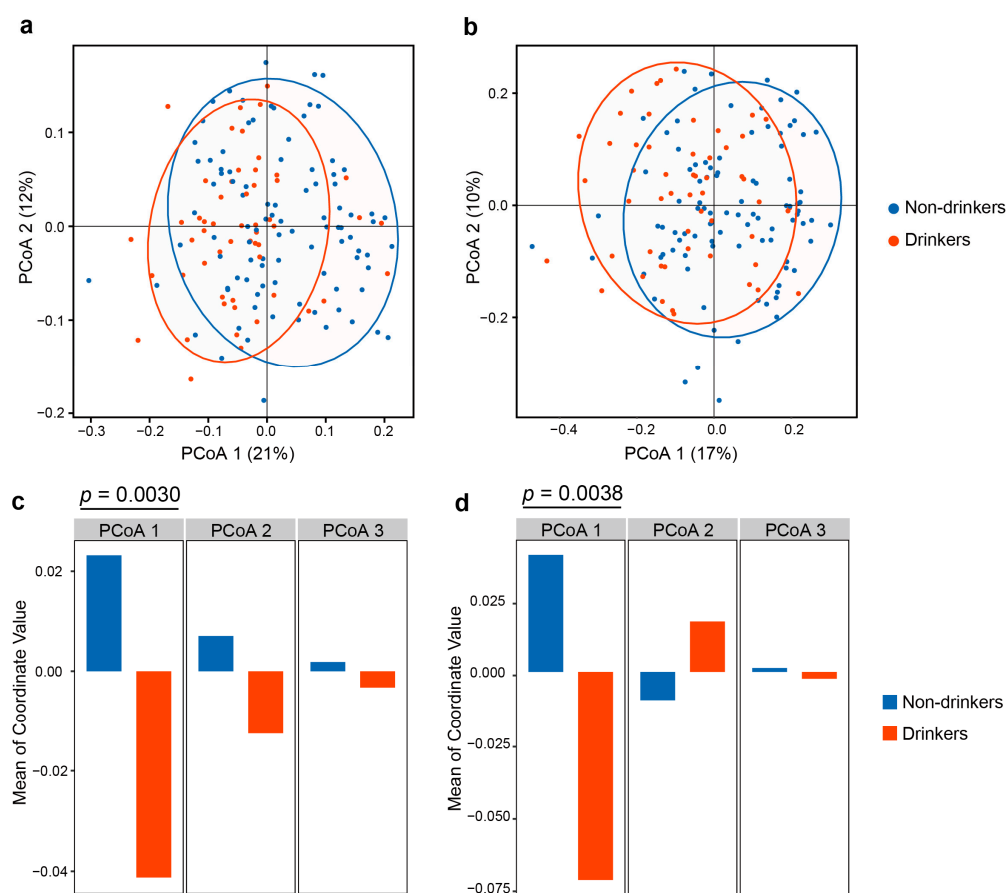 a
b
0.1
0.0
−0.1
−0.2
PCoA 2 (12%)
−0.3
−0.2
−0.1
0.0
0.1
0.2
PCoA 1 (21%)
0.2
0.0
−0.2
PCoA 2 (10%)
−0.4
−0.2
0.0
0.2
PCoA 1 (17%)
Non-drinkers
Drinkers
c
p = 0.0030
PCoA 1
PCoA 2
PCoA 3
0.02
0.00
−0.02
−0.04
Mean of Coordinate Value
d
p = 0.0038
PCoA 1
PCoA 2
PCoA 3
0.025
0.000
−0.025
−0.050
−0.075
Mean of Coordinate Value
Non-drinkers
Drinkers